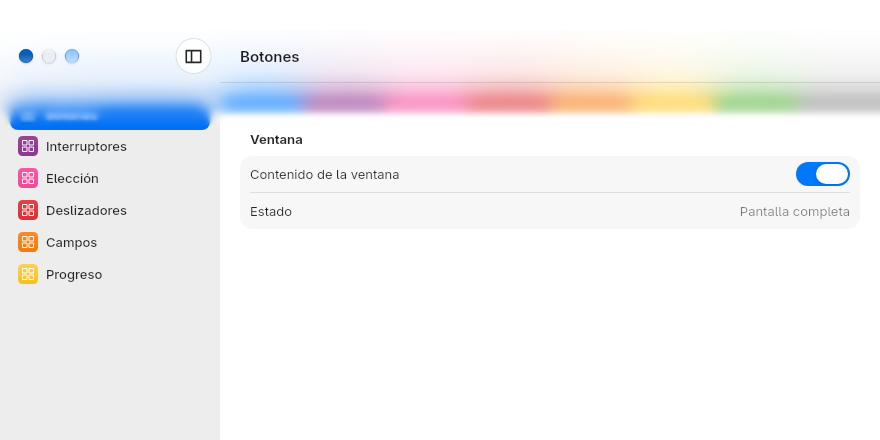 Botones
Interruptores
Elección
Deslizadores
Campos
Progreso
Ventana
Contenido de la ventana
Estado
Pantalla completa